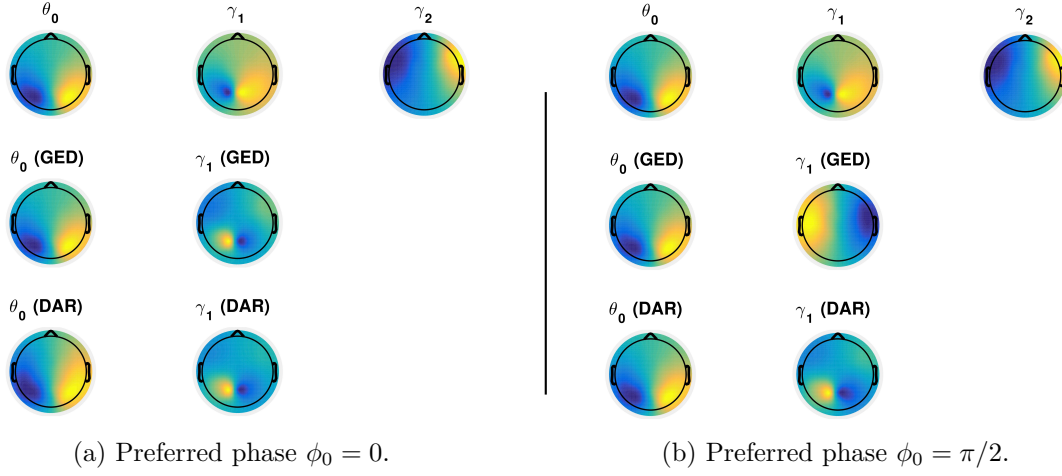 θ₀ γ₁ γ₂
θ₀ (GED) γ₁ (GED)
θ₀ (DAR) γ₁ (DAR)
(a) Preferred phase ϕ₀ = 0.
θ₀ γ₁ γ₂
θ₀ (GED) γ₁ (GED)
θ₀ (DAR) γ₁ (DAR)
(b) Preferred phase ϕ₀ = π/2.